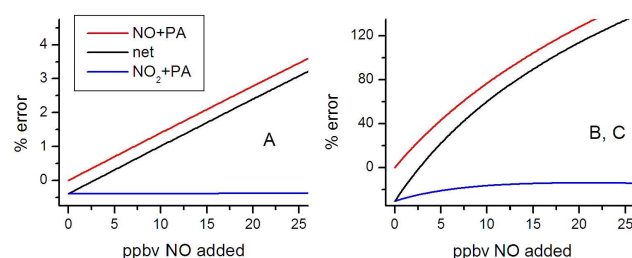 NO+PA
net
NO₂+PA
% error
4
3
2
1
0
A
0 5 10 15 20 25
ppbv NO added
% error
120
80
40
0
B, C
0 5 10 15 20 25
ppbv NO added